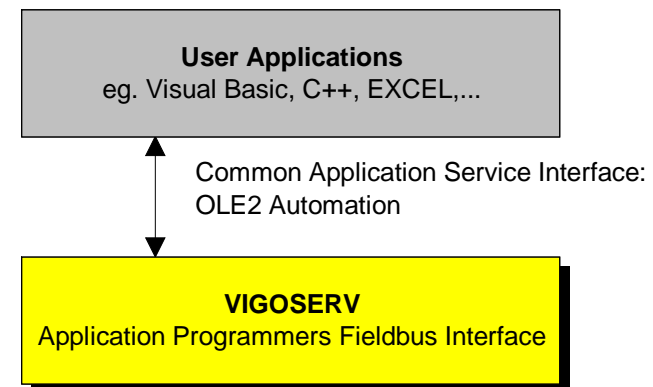 User Applications
eg. Visual Basic, C++, EXCEL,...
Common Application Service Interface:
OLE2 Automation
VIGOSERV
Application Programmers Fieldbus Interface